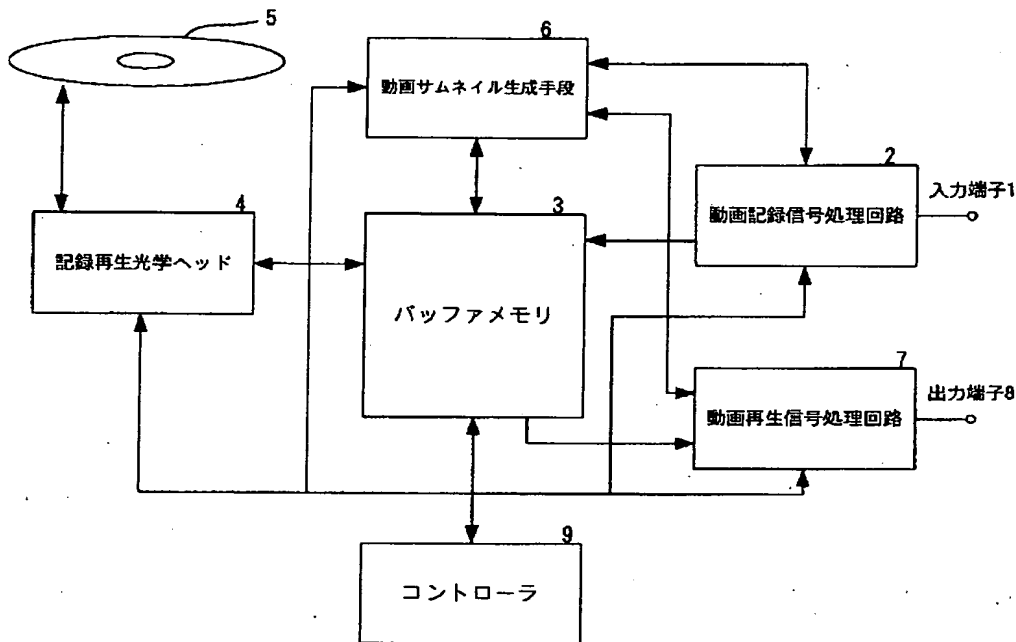 5
6
動画サムネイル生成手段
2
動画記録信号処理回路
入力端子1
4
記録再生光学ヘッド
3
バッファメモリ
7
動画再生信号処理回路
出力端子8
9
コントローラ